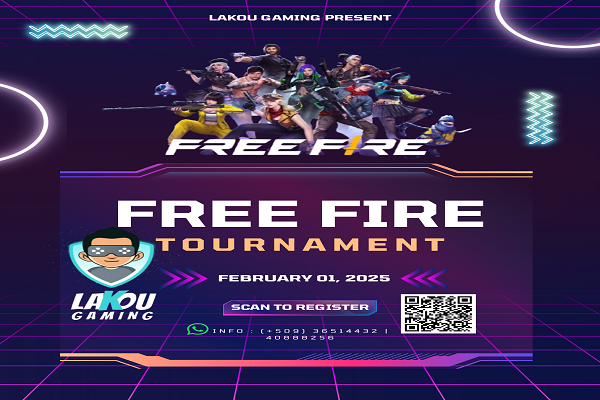 LAKOU GAMING PRESENT
FREE FIRE
FREE FIRE
TOURNAMENT
FEBRUARY 01, 2025
LAKOU
GAMING
SCAN TO REGISTER
INFO : (+509) 36514432 |
40888256